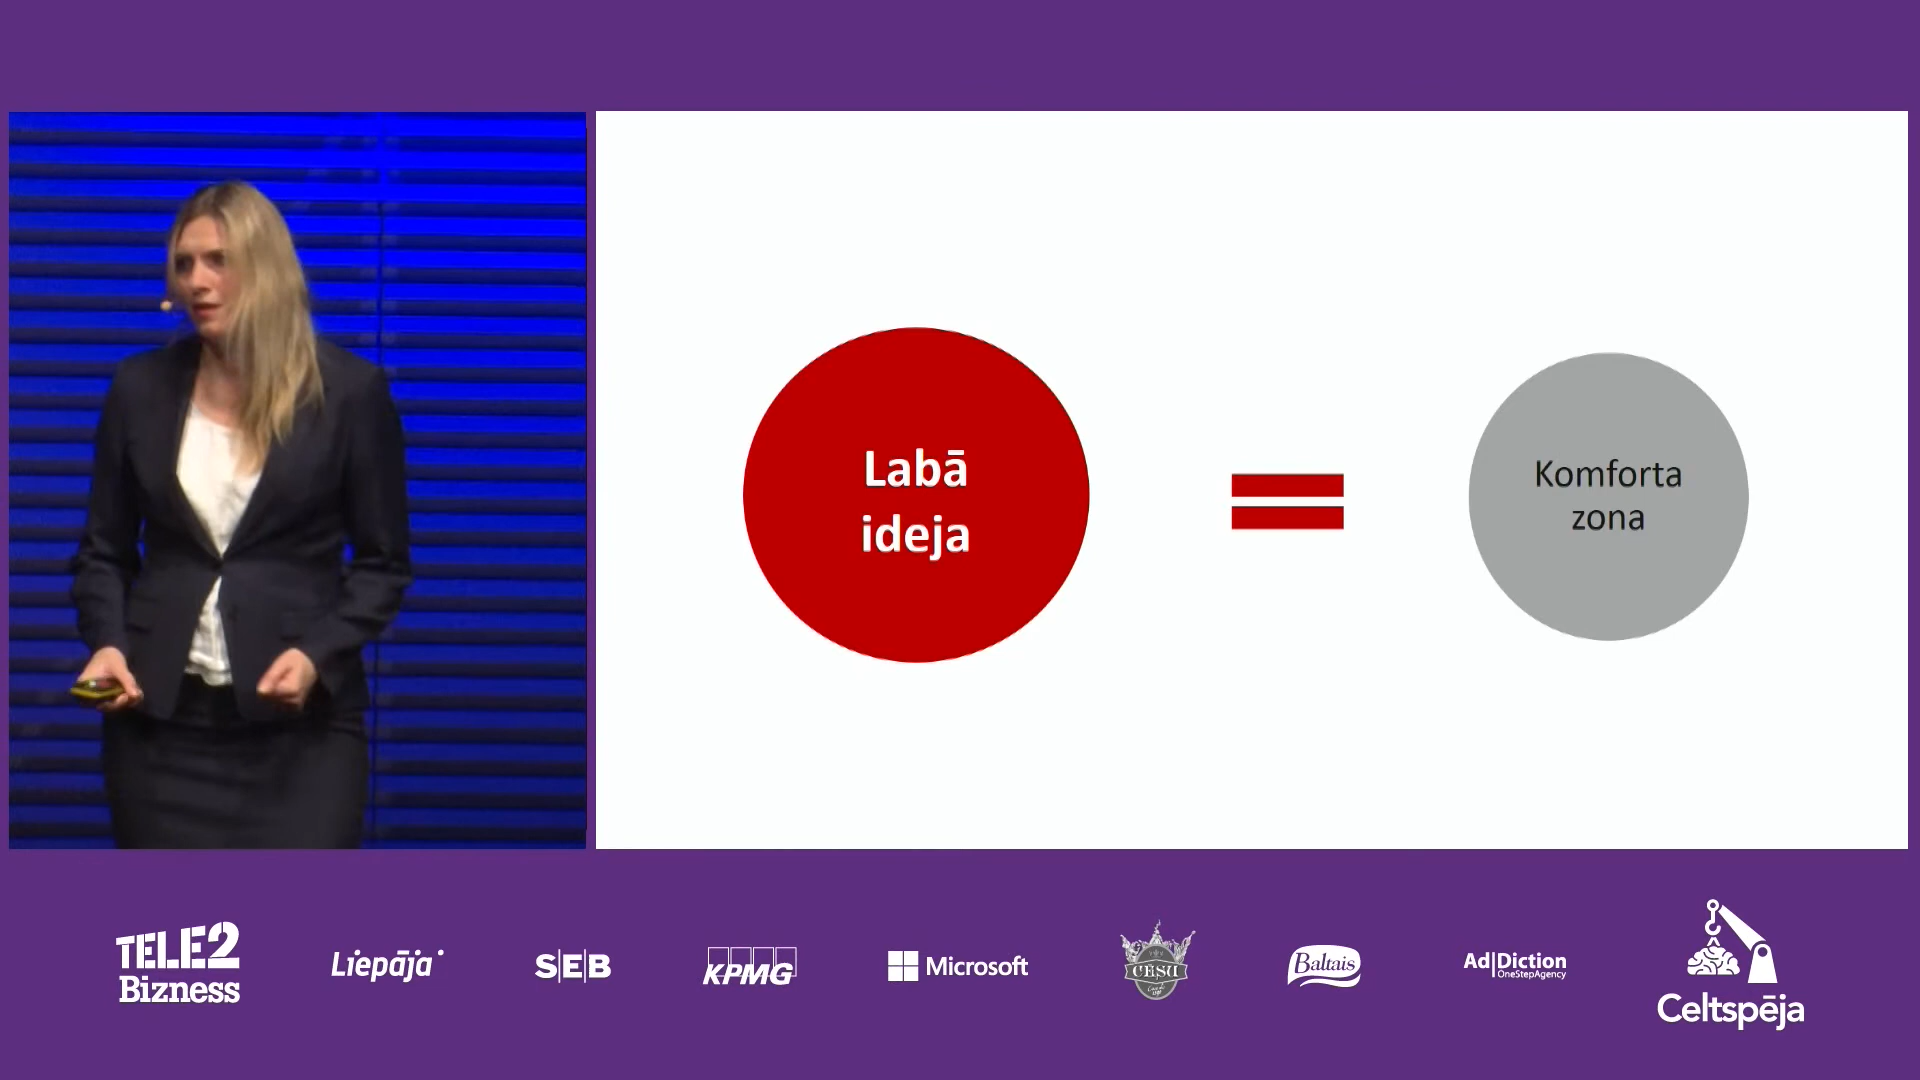 Labā
ideja
Komforta
zona
TELE2
Bizness
Liepāja
SEB
KPMG
Microsoft
CĒSU
Baltais
Ad|Diction
OneStepAgency
Celtspēja